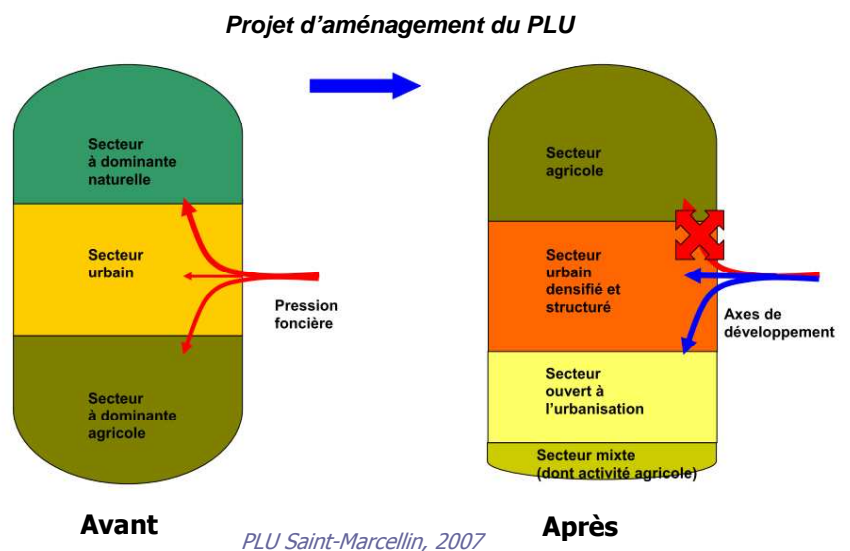 Projet d'aménagement du PLU
Secteur
à dominante
naturelle
Secteur
urbain
Pression
foncière
Secteur
à dominante
agricole
Avant
Secteur
agricole
Secteur
urbain
densifié et
structuré
Axes de
développement
Secteur
ouvert à
l'urbanisation
Secteur mixte
(dont activité agricole)
Après
PLU Saint-Marcellin, 2007